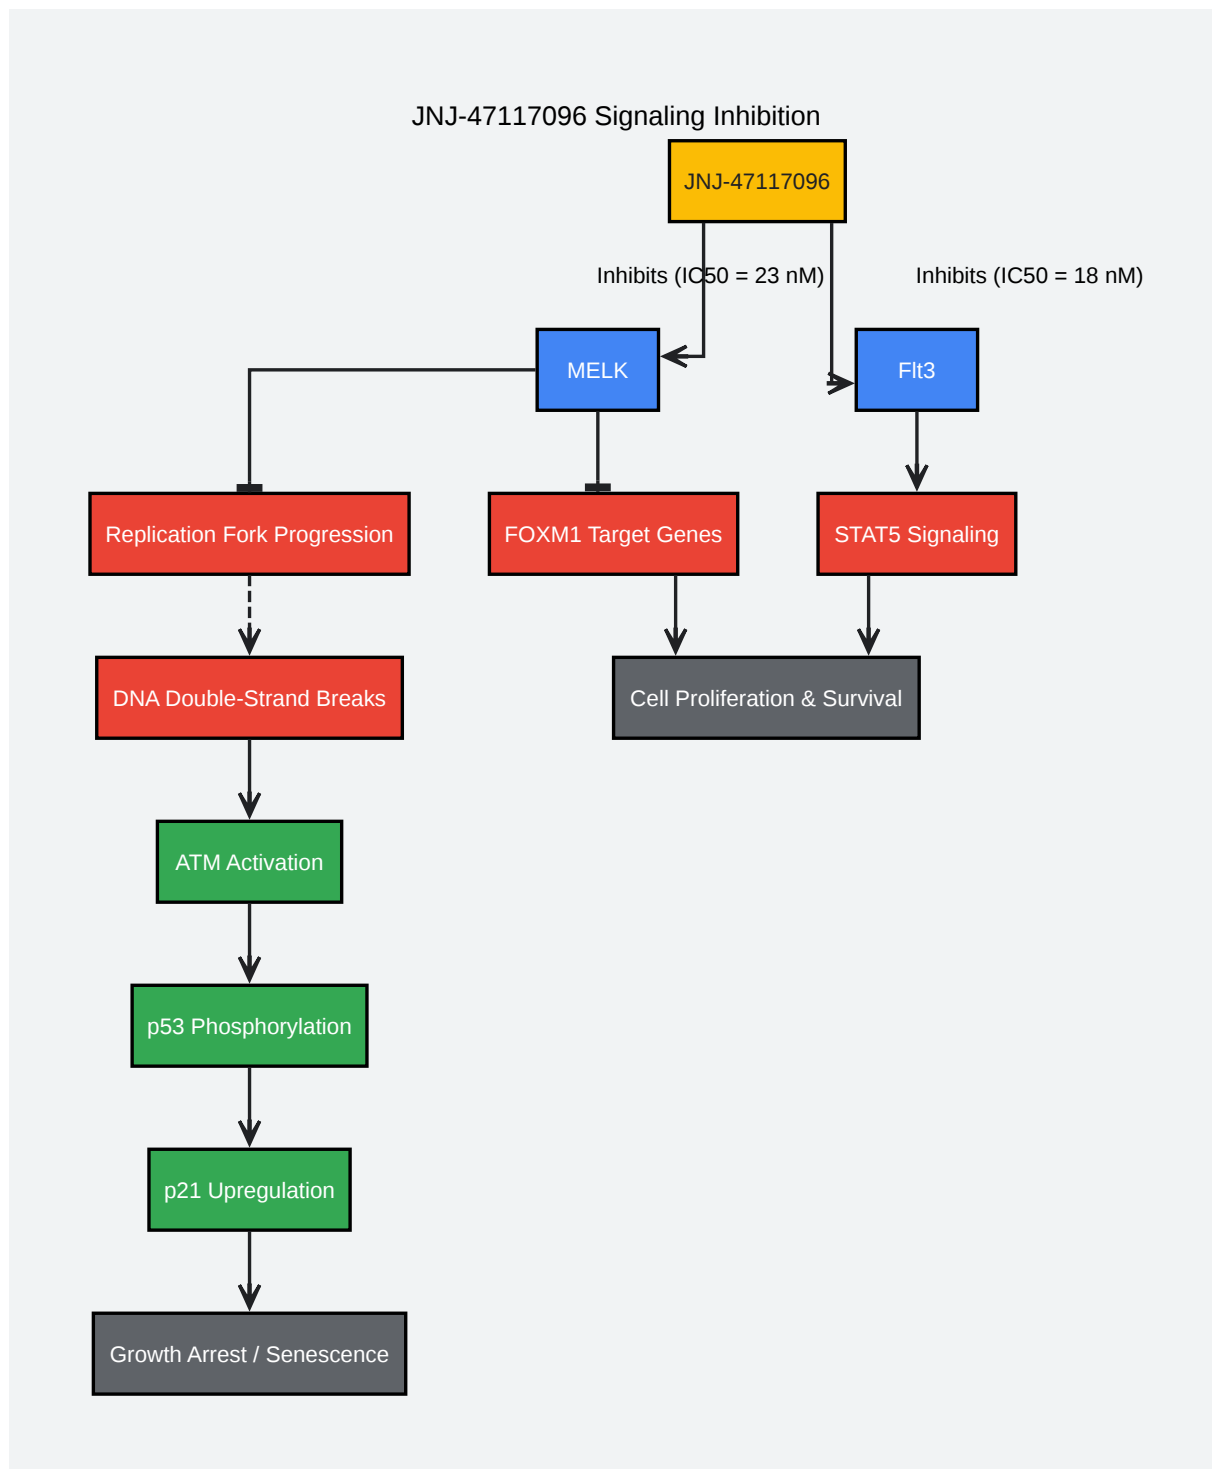 JNJ-47117096 Signaling Inhibition
JNJ-47117096
Inhibits (IC50 = 23 nM)
Inhibits (IC50 = 18 nM)
MELK
Flt3
Replication Fork Progression
FOXM1 Target Genes
STAT5 Signaling
DNA Double-Strand Breaks
Cell Proliferation & Survival
ATM Activation
p53 Phosphorylation
p21 Upregulation
Growth Arrest / Senescence